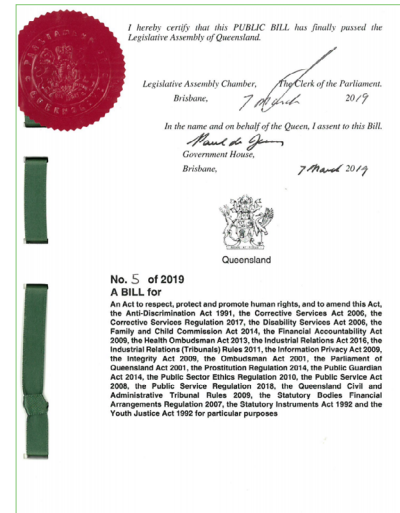 I hereby certify that this PUBLIC BILL has finally passed the
Legislative Assembly of Queensland.
Legislative Assembly Chamber, The Clerk of the Parliament.
Brisbane, 7 March 2019
In the name and on behalf of the Queen, I assent to this Bill.
Paul de Jersey
Government House,
Brisbane, 7 March 2019
Queensland
No. 5 of 2019
A BILL for
An Act to respect, protect and promote human rights, and to amend this Act,
the Anti-Discrimination Act 1991, the Corrective Services Act 2006, the
Corrective Services Regulation 2017, the Disability Services Act 2006, the
Family and Child Commission Act 2014, the Financial Accountability Act
2009, the Health Ombudsman Act 2013, the Industrial Relations Act 2016, the
Industrial Relations (Tribunals) Rules 2011, the Information Privacy Act 2009,
the Integrity Act 2009, the Ombudsman Act 2001, the Parliament of
Queensland Act 2001, the Prostitution Regulation 2014, the Public Guardian
Act 2014, the Public Sector Ethics Regulation 2010, the Public Service Act
2008, the Public Service Regulation 2018, the Queensland Civil and
Administrative Tribunal Rules 2009, the Statutory Bodies Financial
Arrangements Regulation 2007, the Statutory Instruments Act 1992 and the
Youth Justice Act 1992 for particular purposes